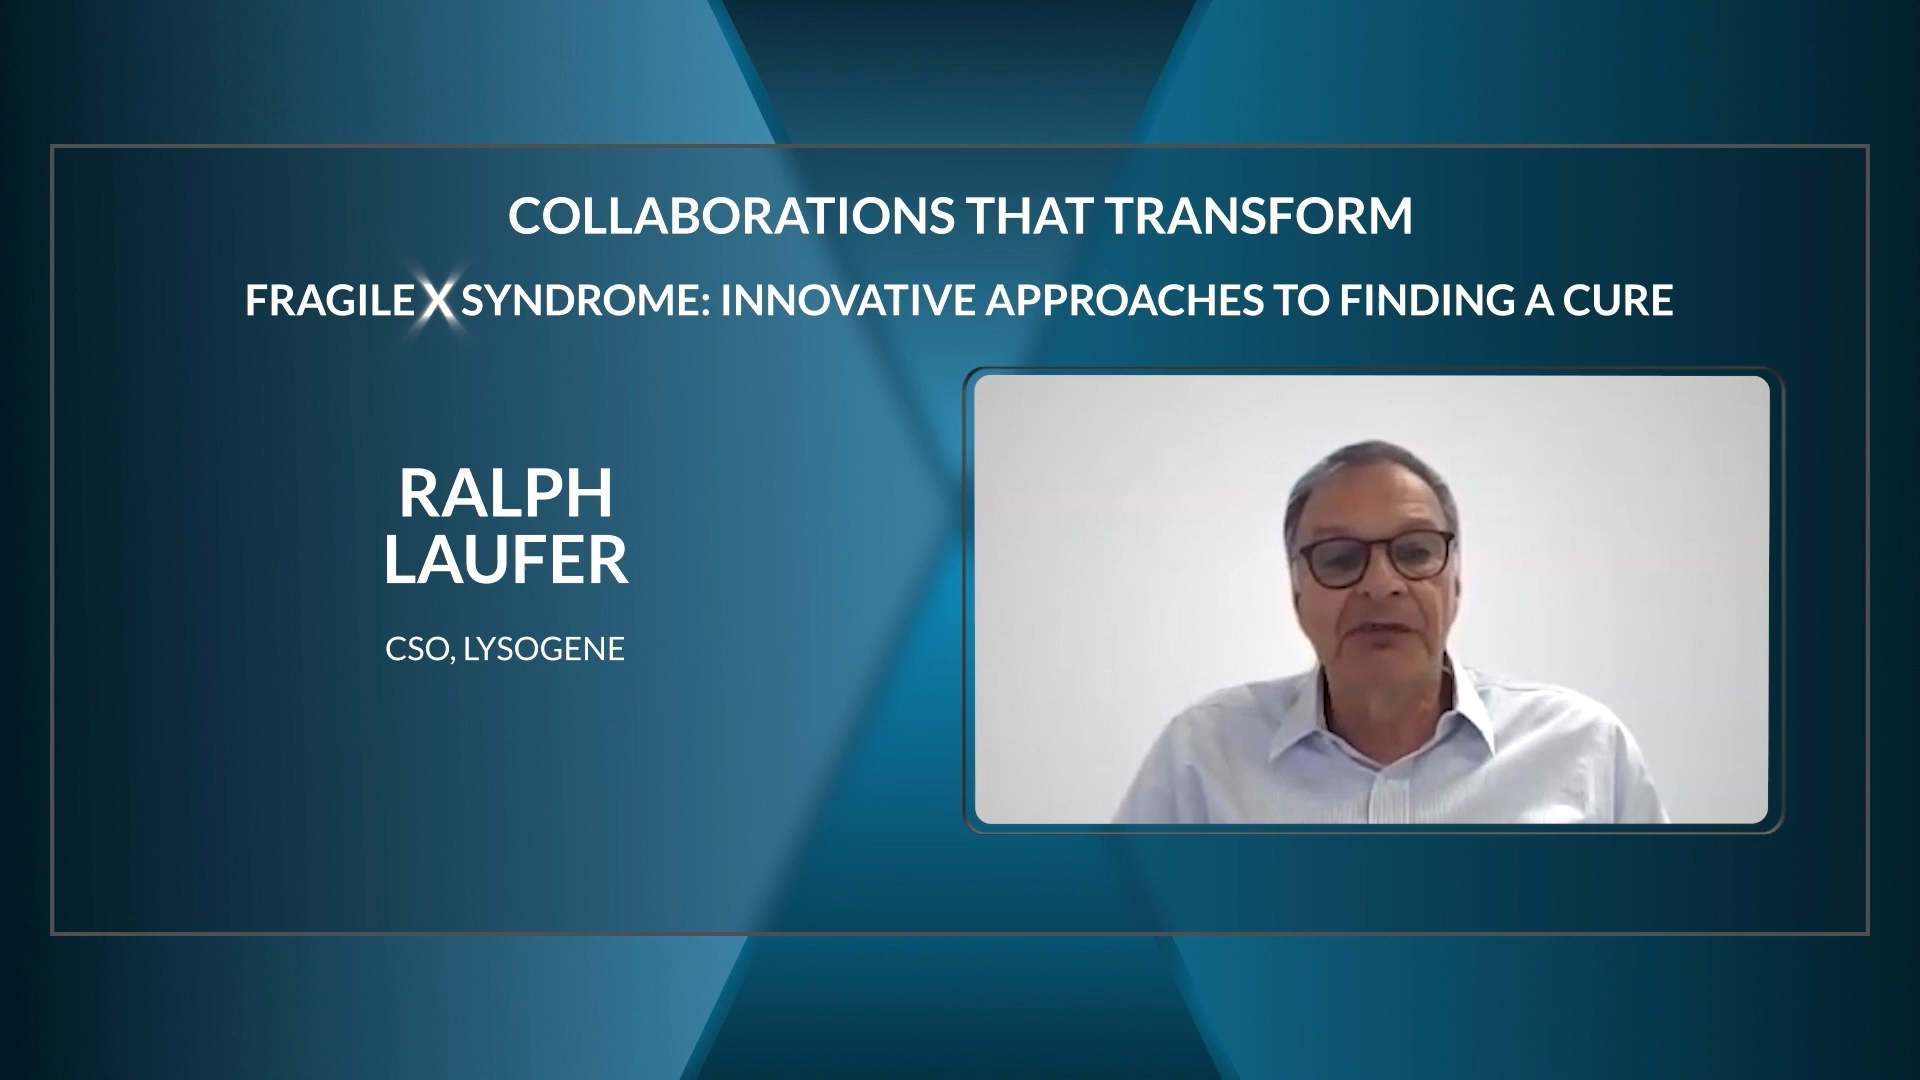 COLLABORATIONS THAT TRANSFORM
FRAGILE X SYNDROME: INNOVATIVE APPROACHES TO FINDING A CURE
RALPH
LAUFER
CSO, LYSOGENE